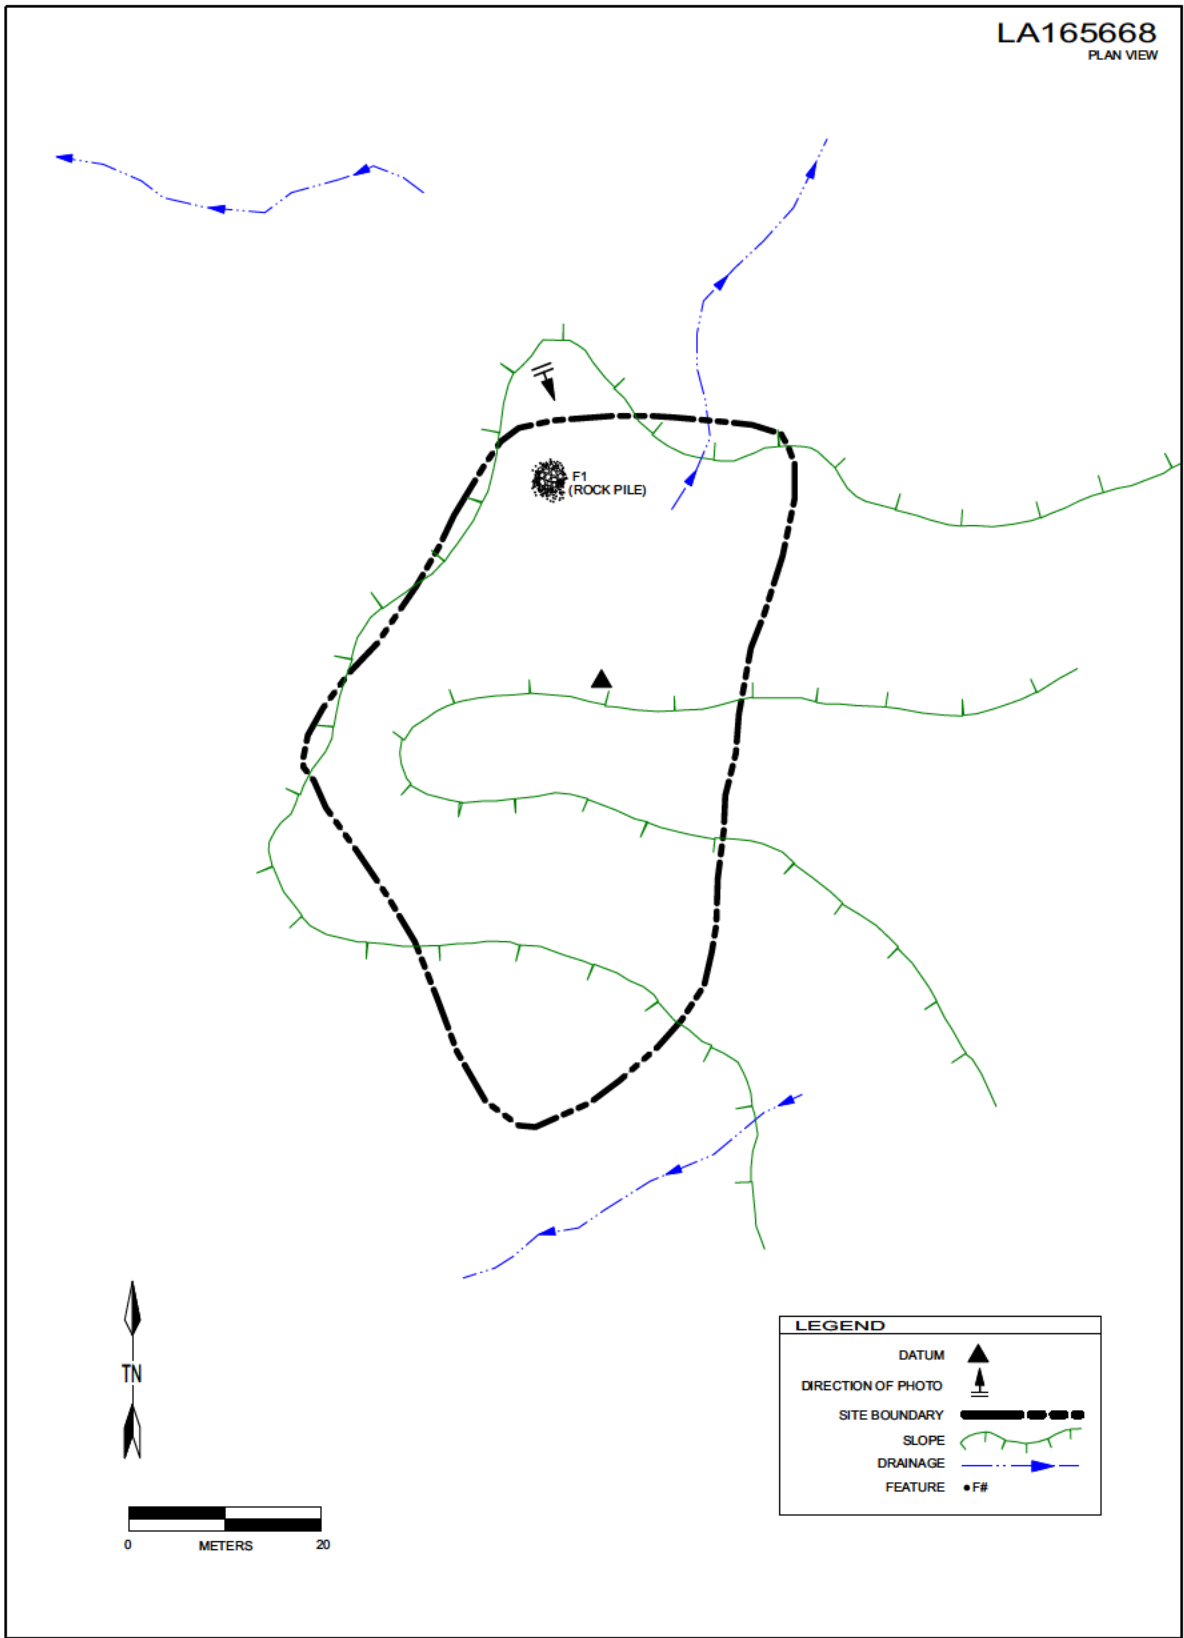 LA165668
PLAN VIEW
F1
(ROCK PILE)
TN
0 METERS 20
LEGEND
DATUM
DIRECTION OF PHOTO
SITE BOUNDARY
SLOPE
DRAINAGE
FEATURE • F#